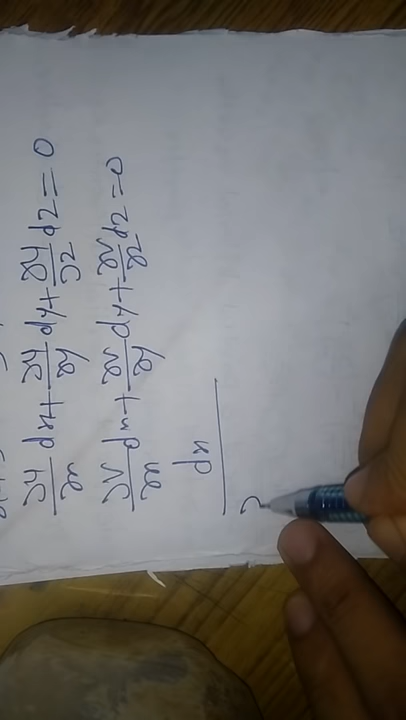 ∂u/∂x dx + ∂u/∂y dy + ∂u/∂z dz = 0
∂v/∂x dx + ∂v/∂y dy + ∂v/∂z dz = 0
dx
∂